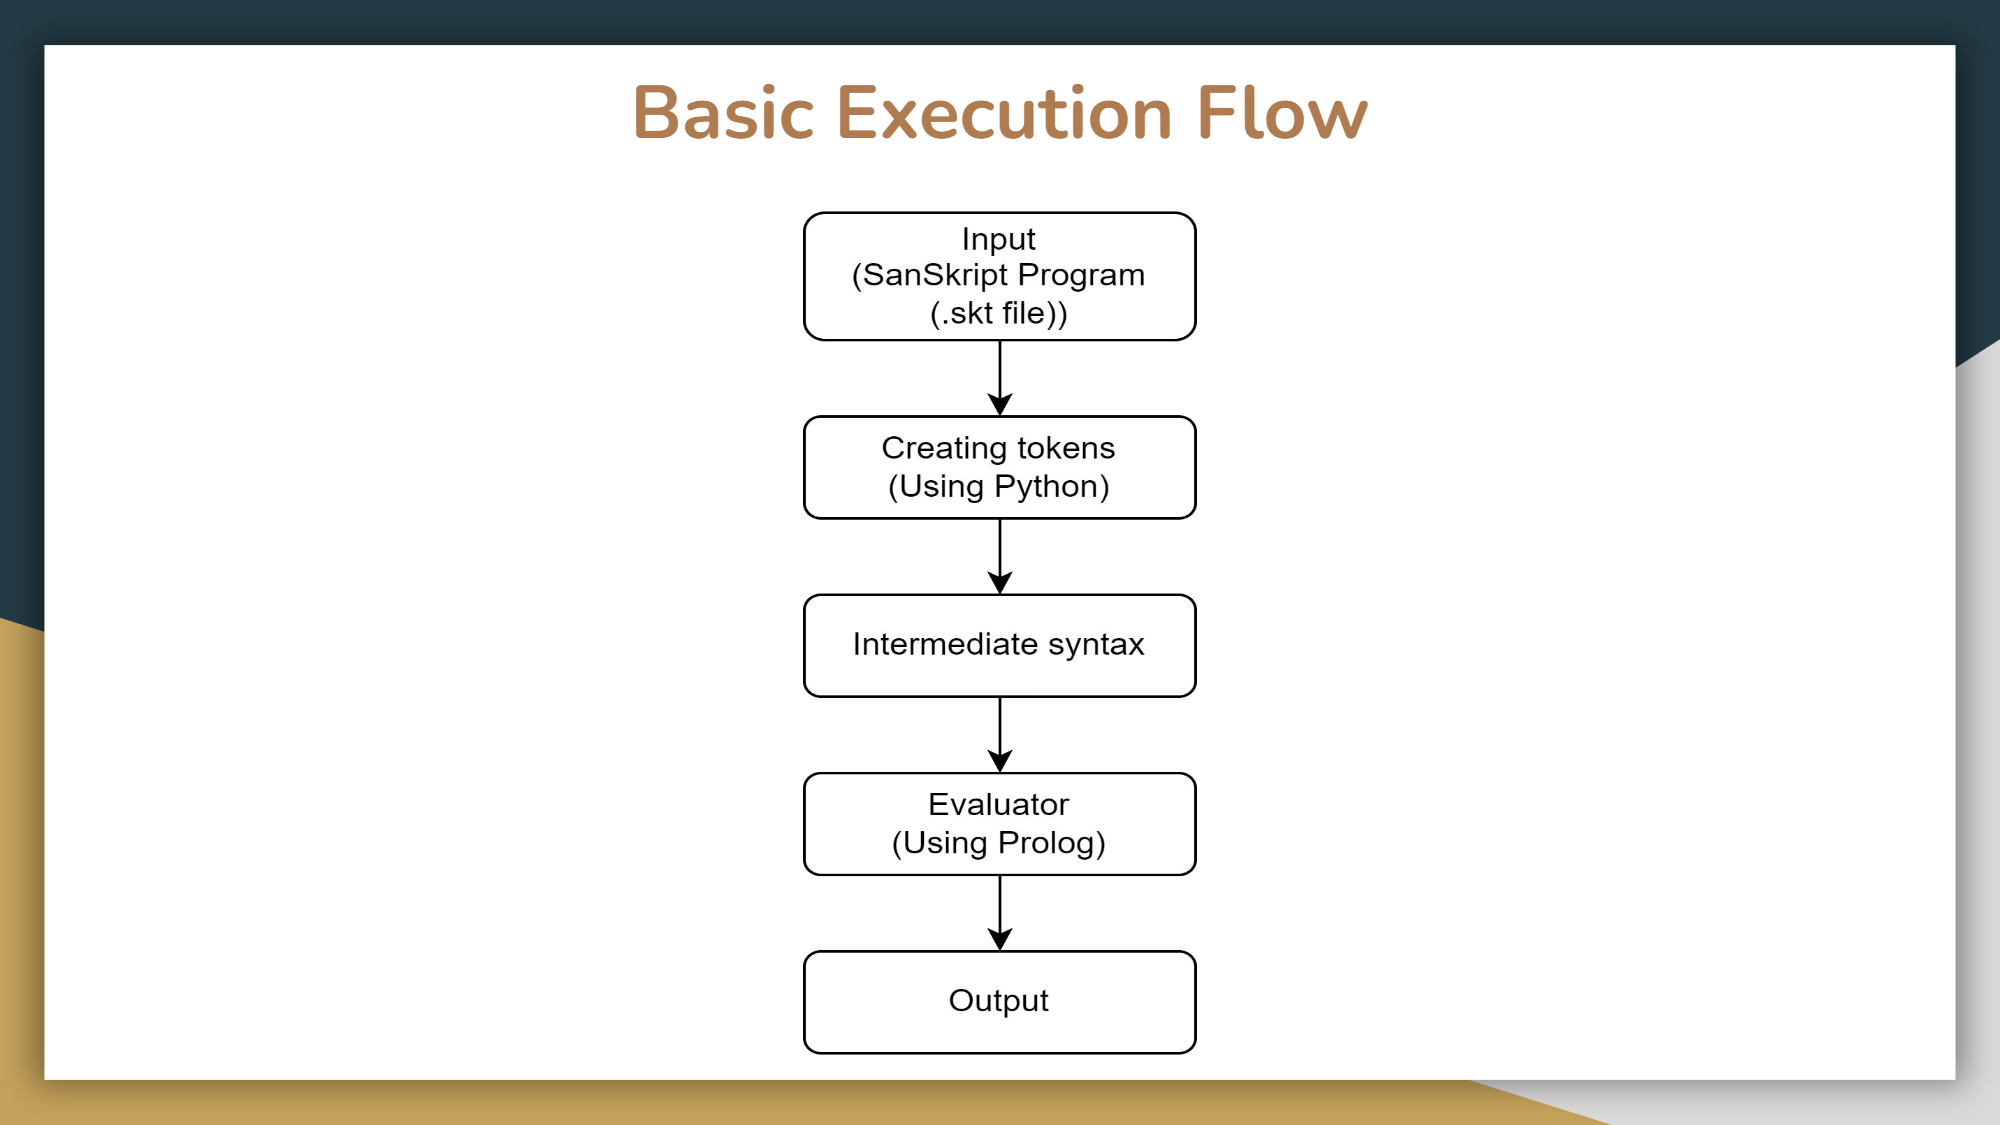 Basic Execution Flow
Input
(SanSkript Program
(.skt file))
Creating tokens
(Using Python)
Intermediate syntax
Evaluator
(Using Prolog)
Output